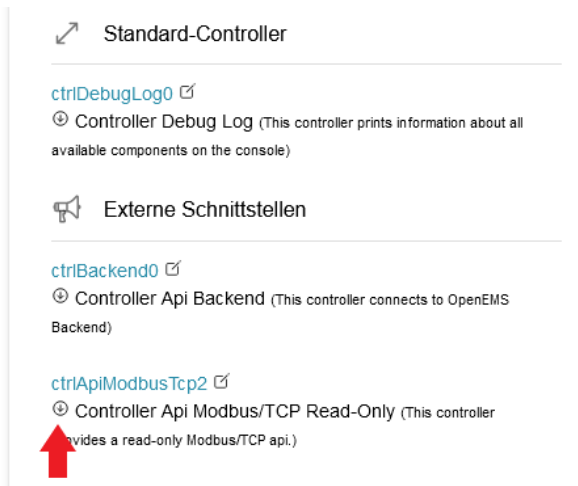 Standard-Controller
ctrlDebugLog0
Controller Debug Log (This controller prints information about all
available components on the console)
Externe Schnittstellen
ctrlBackend0
Controller Api Backend (This controller connects to OpenEMS
Backend)
ctrlApiModbusTcp2
Controller Api Modbus/TCP Read-Only (This controller
a read-only Modbus/TCP api.)